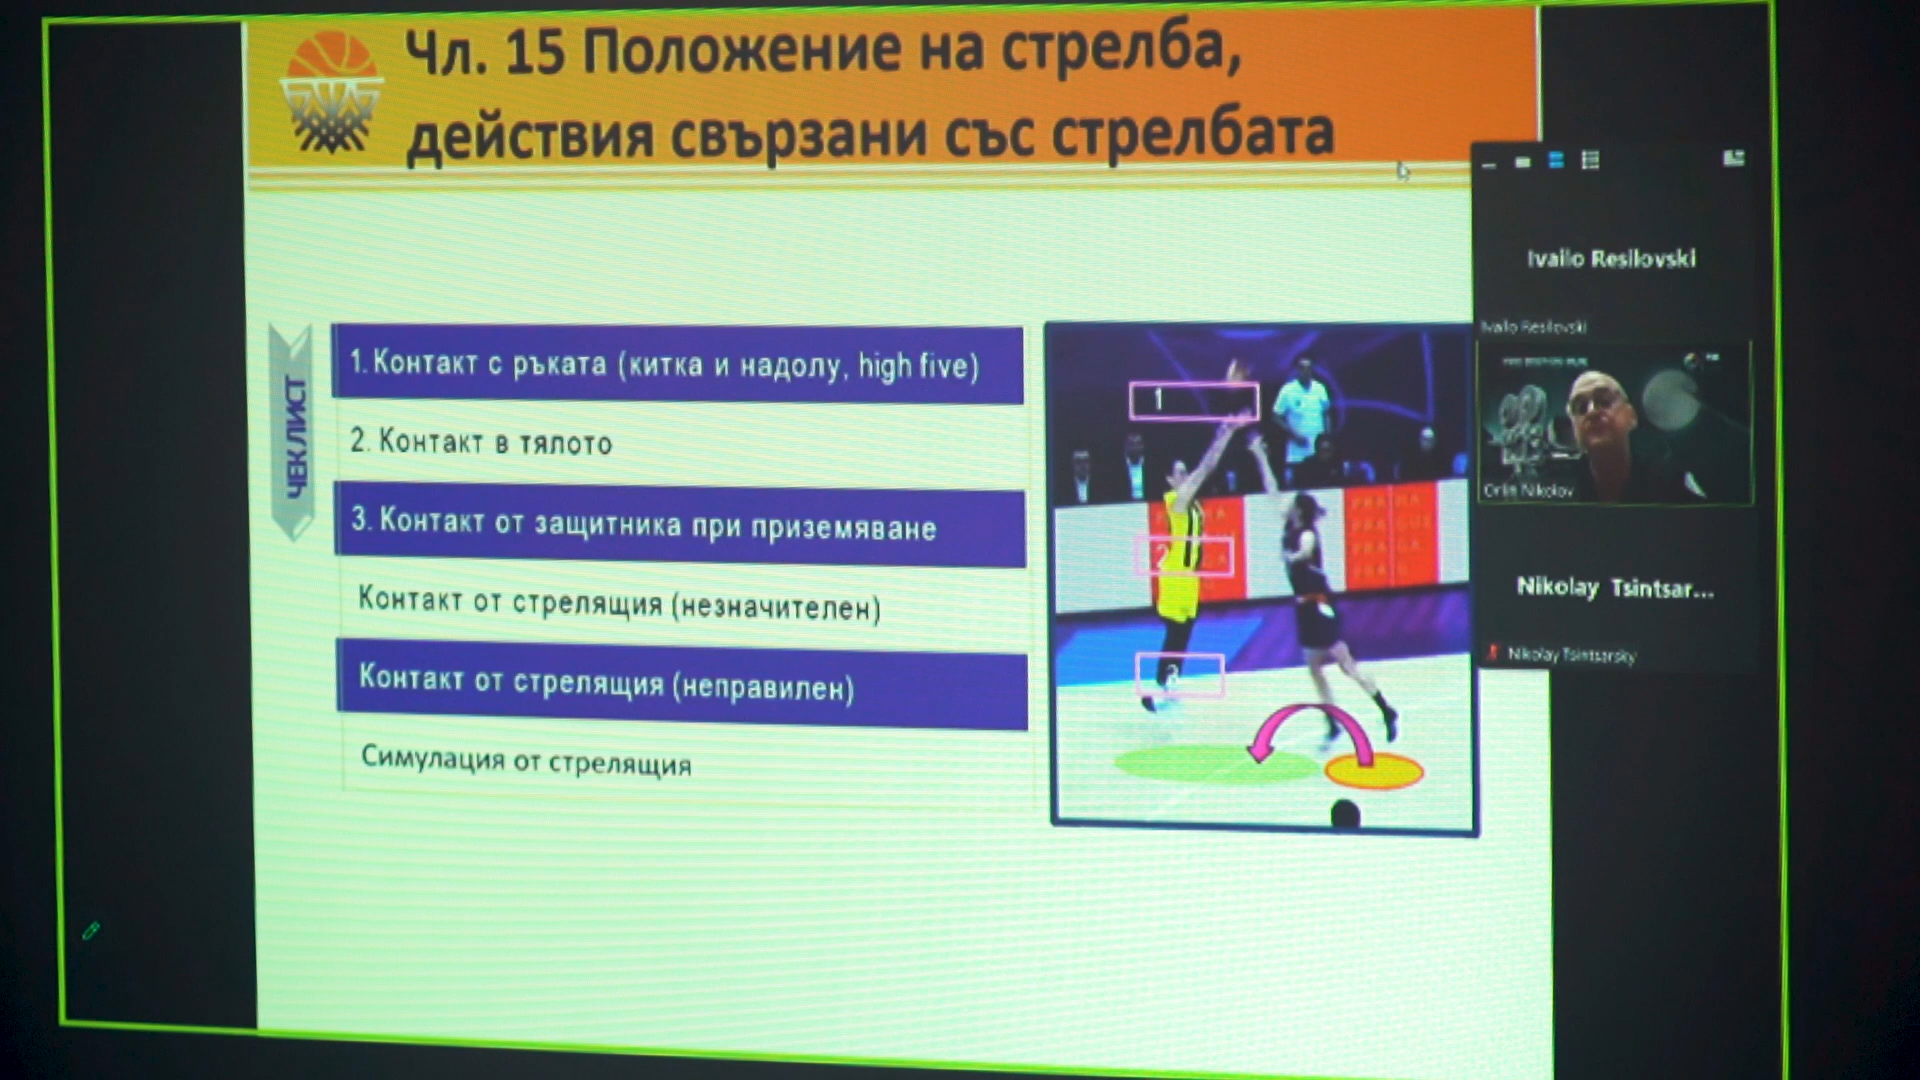 Чл. 15 Положение на стрелба,
действия свързани със стрелбата
ЧЕКЛИСТ
1. Контакт с ръката (китка и надолу, high five)
2. Контакт в тялото
3. Контакт от защитника при приземяване
Контакт от стрелящия (незначителен)
Контакт от стрелящия (неправилен)
Симулация от стрелящия
1
2
3
Ivailo Resilovski
Ivailo Resilovski
Orlin Nikolov
Nikolay Tsintsar...
Nikolay Tsintsarsky